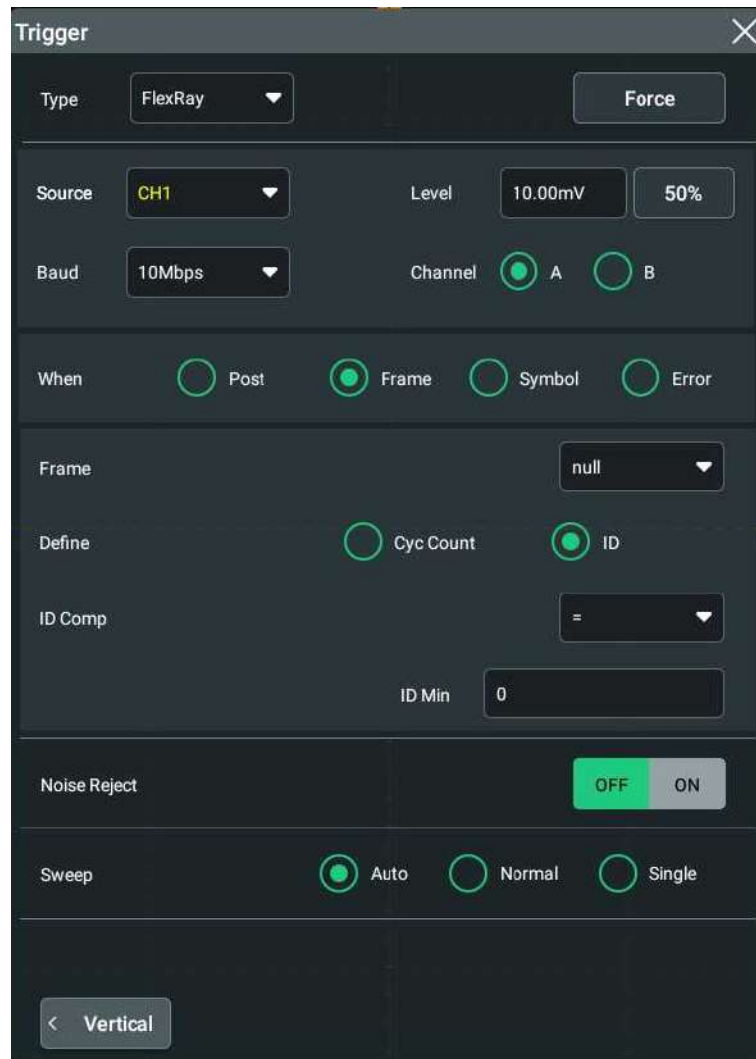 Trigger
Type FlexRay Force
Source CH1 Level 10.00mV 50%
Baud 10Mbps Channel A B
When Post Frame Symbol Error
Frame null
Define Cyc Count ID
ID Comp =
ID Min 0
Noise Reject OFF ON
Sweep Auto Normal Single
< Vertical